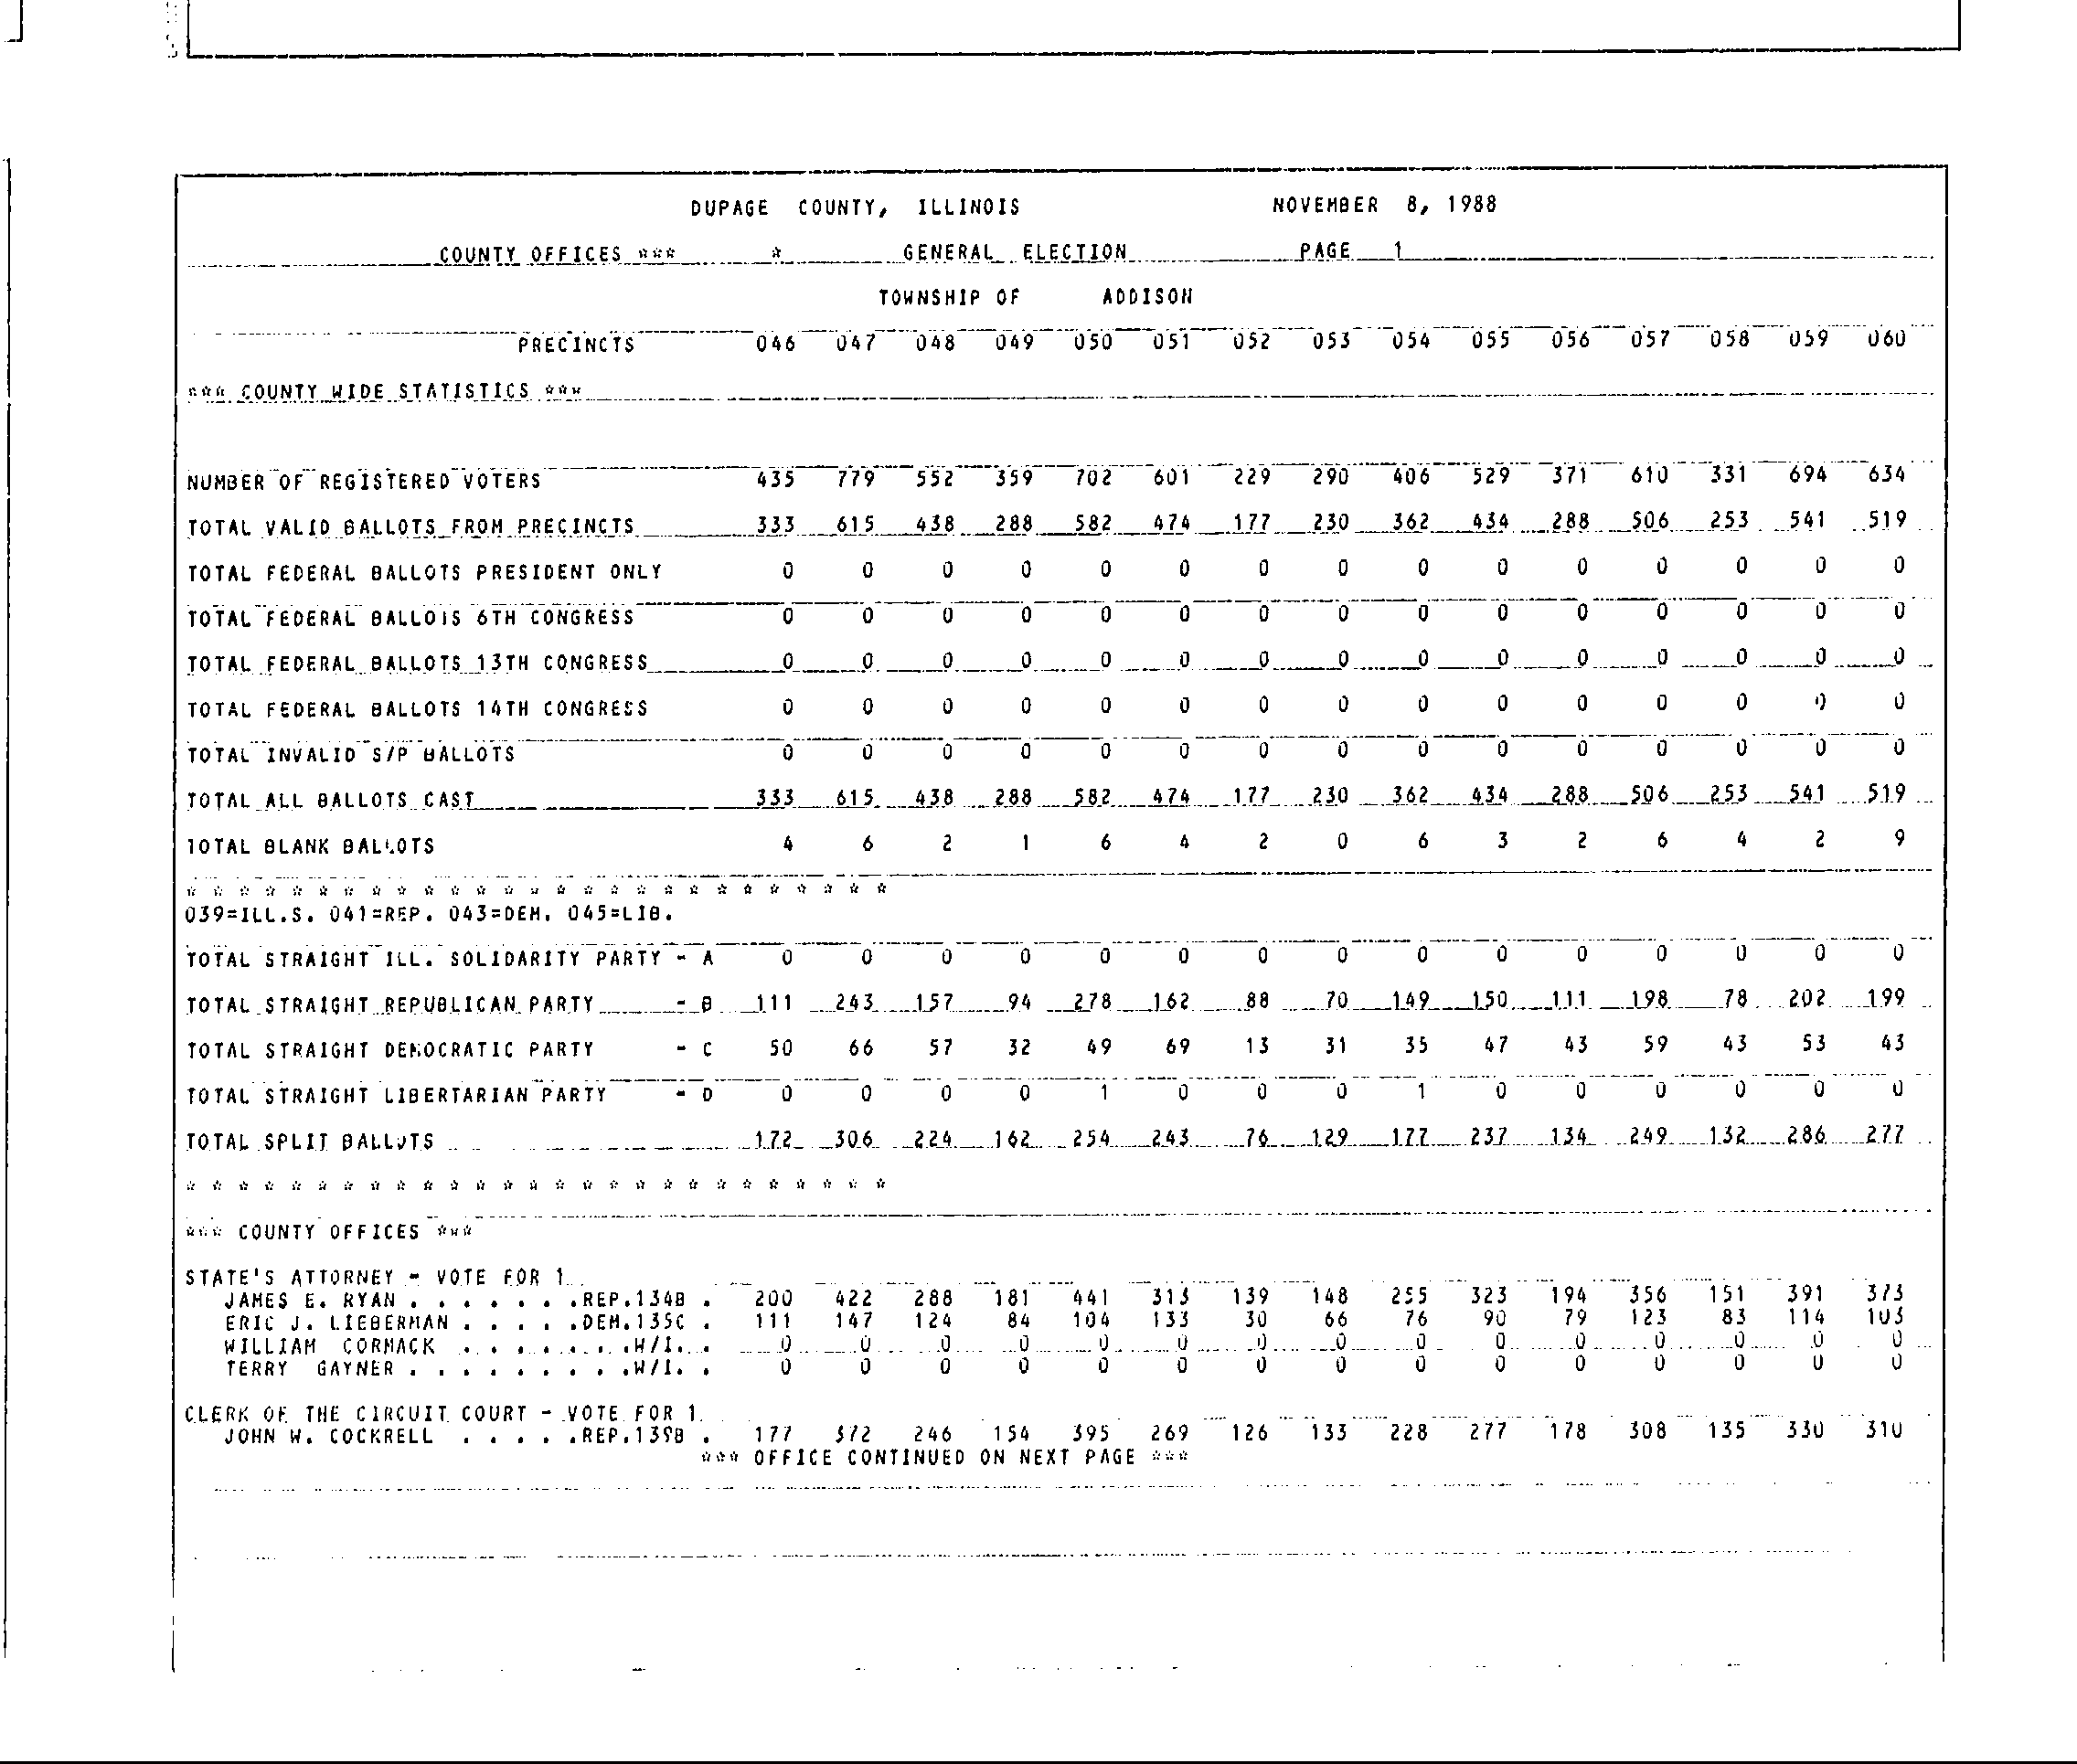 DUPAGE COUNTY, ILLINOIS NOVEMBER 8, 1988
COUNTY OFFICES *** * GENERAL ELECTION PAGE 1
TOWNSHIP OF ADDISON
PRECINCTS 046 047 048 049 050 051 052 053 054 055 056 057 058 059 060
*** COUNTY WIDE STATISTICS ***
NUMBER OF REGISTERED VOTERS 435 779 552 359 702 601 229 290 406 529 371 610 331 694 634
TOTAL VALID BALLOTS FROM PRECINCTS 333 615 438 288 582 474 177 230 362 434 288 506 253 541 519
TOTAL FEDERAL BALLOTS PRESIDENT ONLY 0 0 0 0 0 0 0 0 0 0 0 0 0 0 0
TOTAL FEDERAL BALLOTS 6TH CONGRESS 0 0 0 0 0 0 0 0 0 0 0 0 0 0 0
TOTAL FEDERAL BALLOTS 13TH CONGRESS 0 0 0 0 0 0 0 0 0 0 0 0 0 0 0
TOTAL FEDERAL BALLOTS 14TH CONGRESS 0 0 0 0 0 0 0 0 0 0 0 0 0 0 0
TOTAL INVALID S/P BALLOTS 0 0 0 0 0 0 0 0 0 0 0 0 0 0 0
TOTAL ALL BALLOTS CAST 333 615 438 288 582 474 177 230 362 434 288 506 253 541 519
TOTAL BLANK BALLOTS 4 6 2 1 6 4 2 0 6 3 2 6 4 2 9
* * * * * * * * * * * * * * * * * * * * * * * * * * *
039=ILL.S. 041=REP. 043=DEM. 045=LIB.
TOTAL STRAIGHT ILL. SOLIDARITY PARTY - A 0 0 0 0 0 0 0 0 0 0 0 0 0 0 0
TOTAL STRAIGHT REPUBLICAN PARTY - B 111 243 157 94 278 162 88 70 149 150 111 198 78 202 199
TOTAL STRAIGHT DEMOCRATIC PARTY - C 50 66 57 32 49 69 13 31 35 47 43 59 43 53 43
TOTAL STRAIGHT LIBERTARIAN PARTY - D 0 0 0 0 1 0 0 0 1 0 0 0 0 0 0
TOTAL SPLIT BALLOTS 172 306 224 162 254 243 76 129 177 237 134 249 132 286 277
* * * * * * * * * * * * * * * * * * * * * * * * * * *
*** COUNTY OFFICES ***
STATE'S ATTORNEY - VOTE FOR 1
JAMES E. RYAN . . . . . . .REP.134B . 200 422 288 181 441 313 139 148 255 323 194 356 151 391 373
ERIC J. LIEBERMAN . . . . .DEM.135C . 111 147 124 84 104 133 30 66 76 90 79 123 83 114 103
WILLIAM CORMACK . . . . . . .W/I. . 0 0 0 0 0 0 0 0 0 0 0 0 0 0 0
TERRY GAYNER . . . . . . . . .W/I. . 0 0 0 0 0 0 0 0 0 0 0 0 0 0 0
CLERK OF THE CIRCUIT COURT - VOTE FOR 1
JOHN W. COCKRELL . . . . .REP.139B . 177 372 246 154 395 269 126 133 228 277 178 308 135 330 310
*** OFFICE CONTINUED ON NEXT PAGE ***